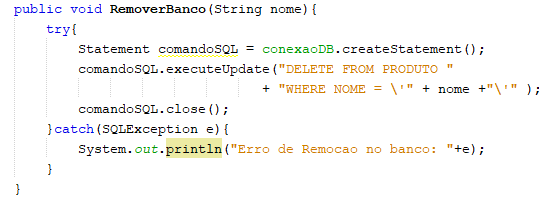 public void RemoverBanco(String nome){
try{
Statement comandoSQL = conexaoDB.createStatement();
comandoSQL.executeUpdate("DELETE FROM PRODUTO "
+ "WHERE NOME = \'" + nome +"\'" );
comandoSQL.close();
}catch(SQLException e){
System.out.println("Erro de Remocao no banco: "+e);
}
}